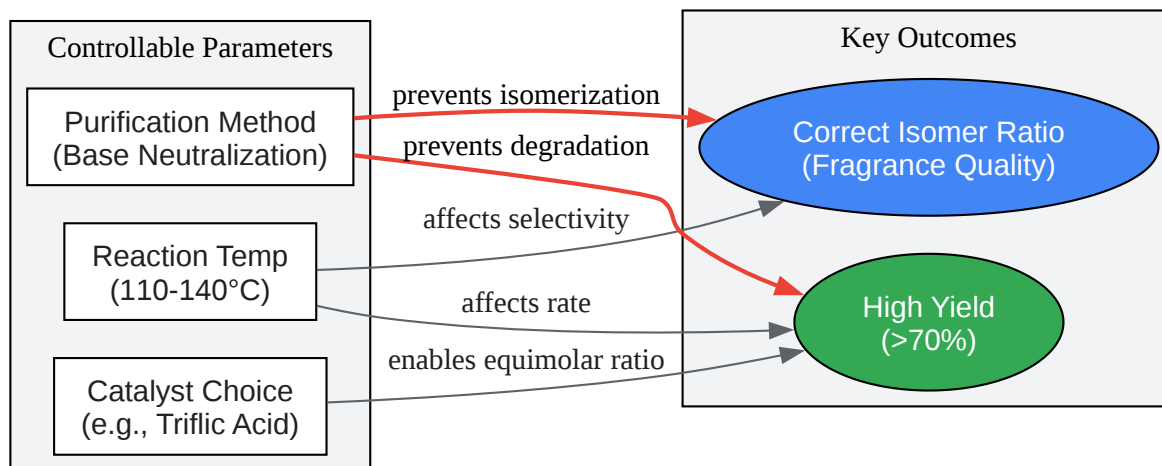 Controllable Parameters
Purification Method
(Base Neutralization)
Reaction Temp
(110-140°C)
Catalyst Choice
(e.g., Triflic Acid)
prevents isomerization
prevents degradation
affects selectivity
affects rate
enables equimolar ratio
Key Outcomes
Correct Isomer Ratio
(Fragrance Quality)
High Yield
(>70%)